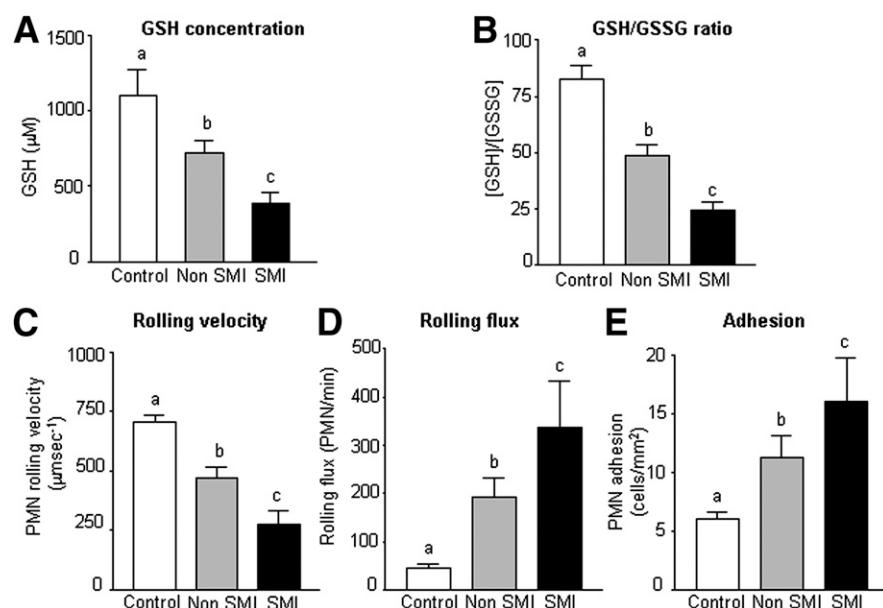 A
GSH concentration
GSH (μM)
1500
1000
500
0
a
b
c
Control Non SMI SMI
B
GSH/GSSG ratio
[GSH]/[GSSG]
100
75
50
25
0
a
b
c
Control Non SMI SMI
C
Rolling velocity
PMN rolling velocity
(μmsec⁻¹)
1000
750
500
250
0
a
b
c
Control Non SMI SMI
D
Rolling flux
Rolling flux (PMN/min)
500
400
300
200
100
0
a
b
c
Control Non SMI SMI
E
Adhesion
PMN adhesion
(cells/mm²)
20
15
10
5
0
a
b
c
Control Non SMI SMI